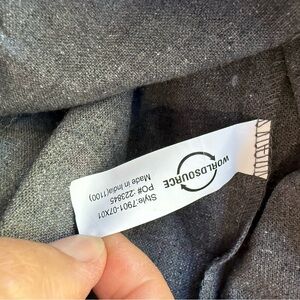 WORLDSOURCE
Style:7901-07X01
PO# :223845
Made in India(1100)